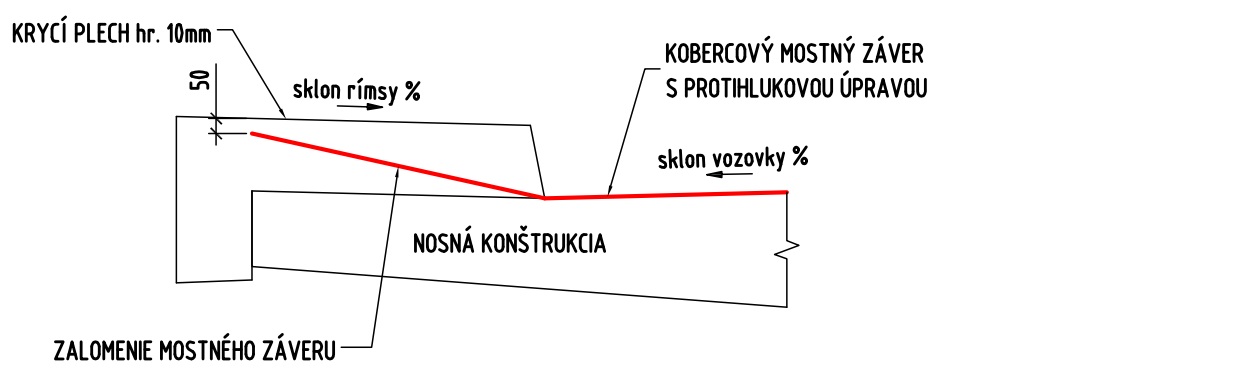 KRYCÍ PLECH hr. 10mm
50
sklon rímsy %
KOBERCOVÝ MOSTNÝ ZÁVER
S PROTIHLUKOVOU ÚPRAVOU
sklon vozovky %
NOSNÁ KONŠTRUKCIA
ZALOMENIE MOSTNÉHO ZÁVERU